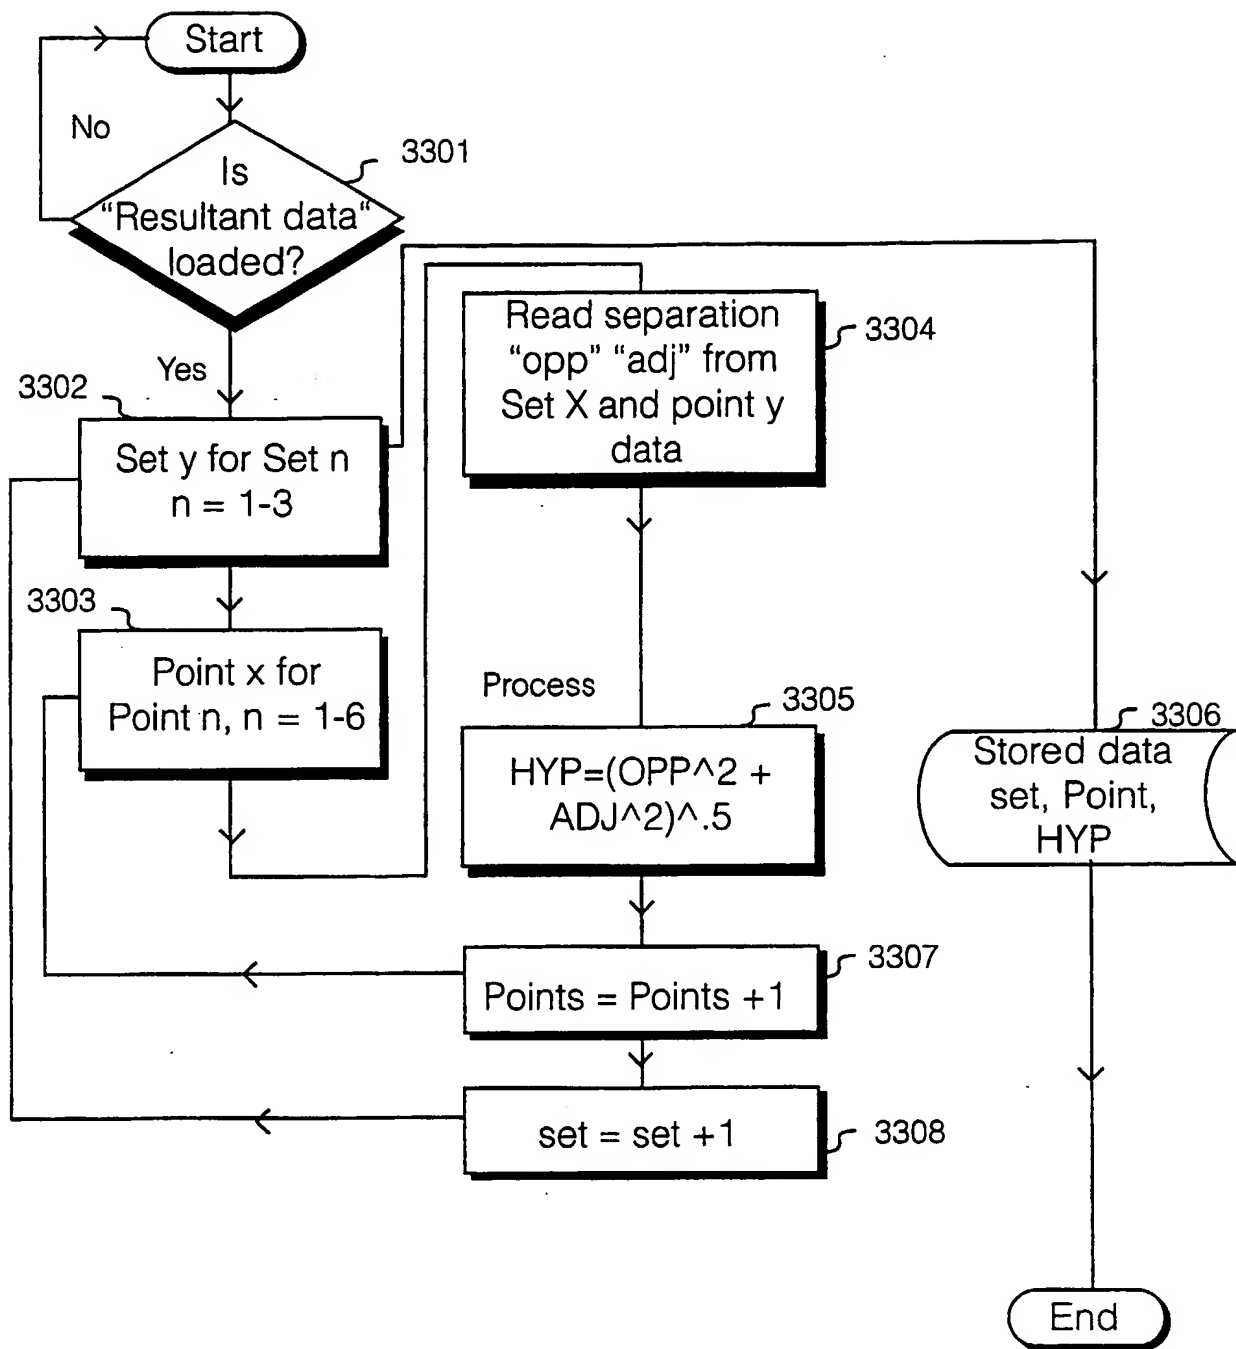 Start
No
3301
Is
“Resultant data“
loaded?
Yes
3302
Set y for Set n
n = 1-3
3303
Point x for
Point n, n = 1-6
Read separation
“opp” “adj” from
Set X and point y
data
3304
Process
3305
HYP=(OPP^2 +
ADJ^2)^.5
3306
Stored data
set, Point,
HYP
3307
Points = Points +1
set = set +1
3308
End